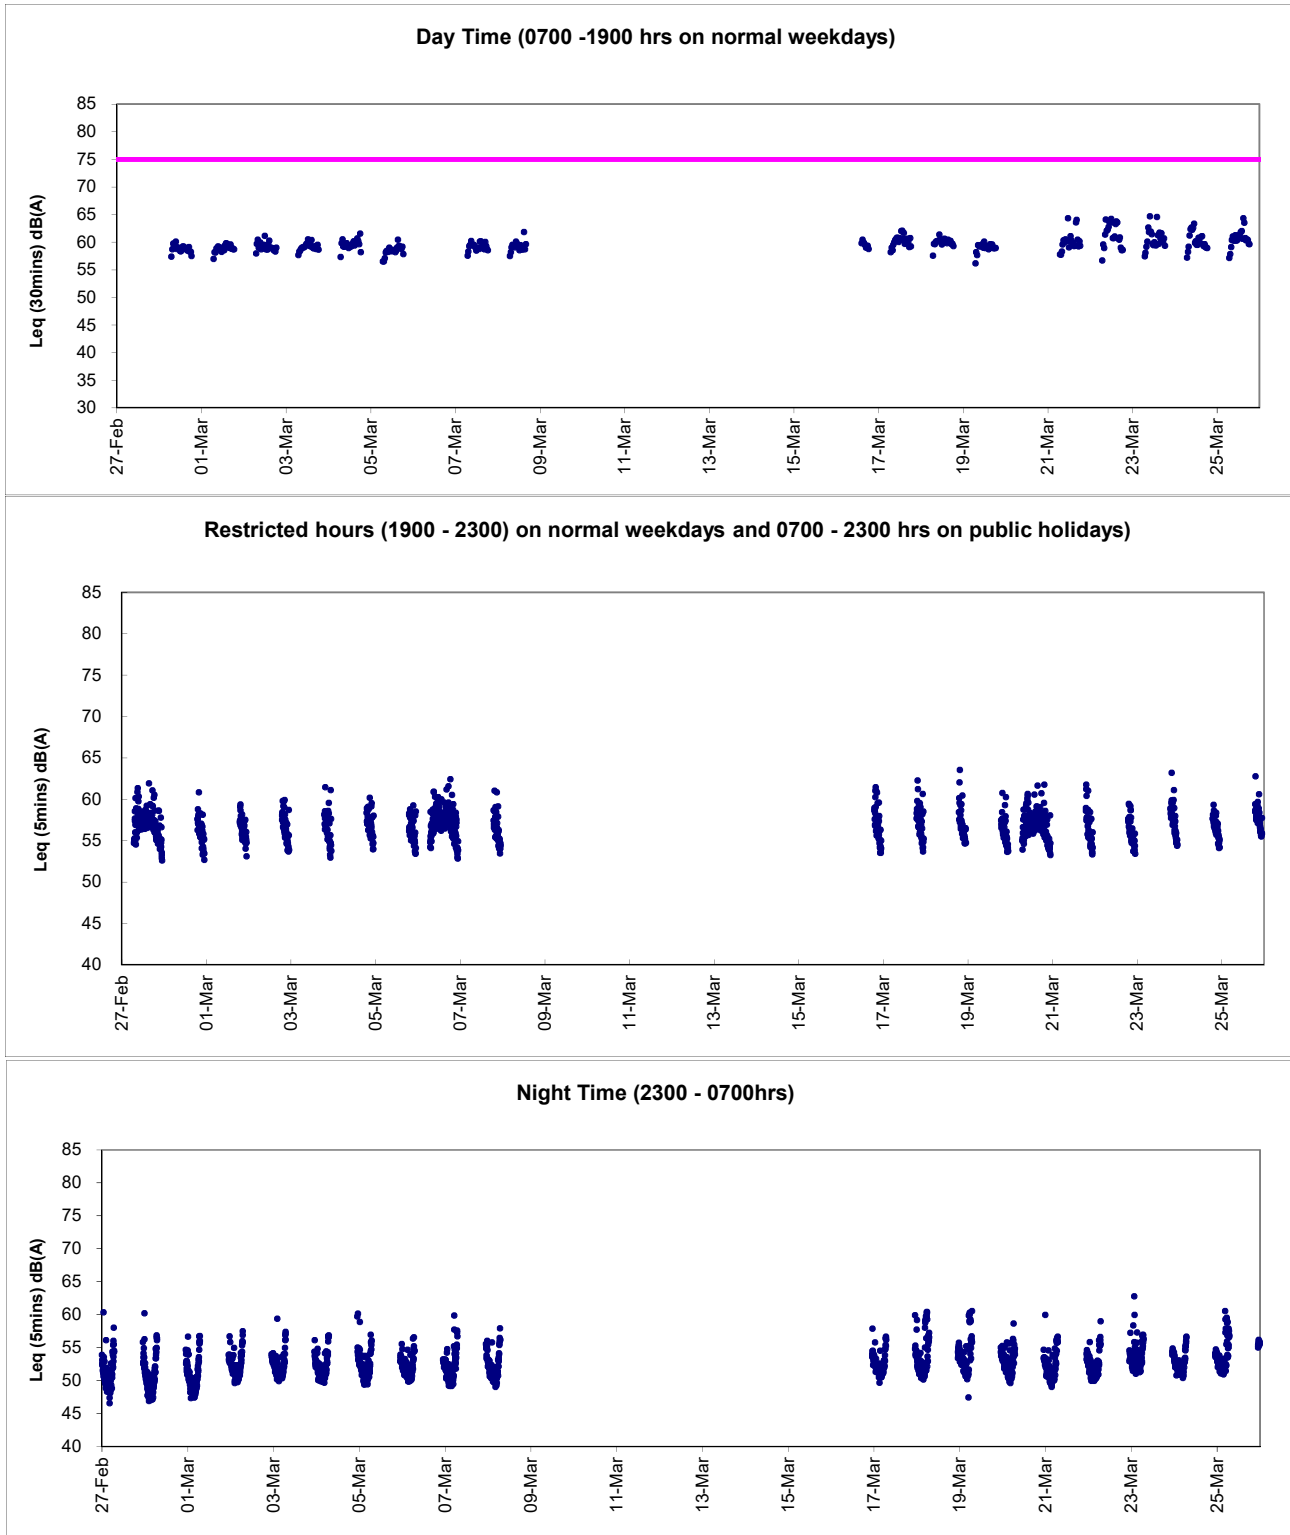 Day Time (0700 -1900 hrs on normal weekdays)
Leq (30mins) dB(A)
85
80
75
70
65
60
55
50
45
40
35
30
27-Feb
01-Mar
03-Mar
05-Mar
07-Mar
09-Mar
11-Mar
13-Mar
15-Mar
17-Mar
19-Mar
21-Mar
23-Mar
25-Mar
Restricted hours (1900 - 2300) on normal weekdays and 0700 - 2300 hrs on public holidays)
Leq (5mins) dB(A)
85
80
75
70
65
60
55
50
45
40
27-Feb
01-Mar
03-Mar
05-Mar
07-Mar
09-Mar
11-Mar
13-Mar
15-Mar
17-Mar
19-Mar
21-Mar
23-Mar
25-Mar
Night Time (2300 - 0700hrs)
Leq (5mins) dB(A)
85
80
75
70
65
60
55
50
45
40
27-Feb
01-Mar
03-Mar
05-Mar
07-Mar
09-Mar
11-Mar
13-Mar
15-Mar
17-Mar
19-Mar
21-Mar
23-Mar
25-Mar